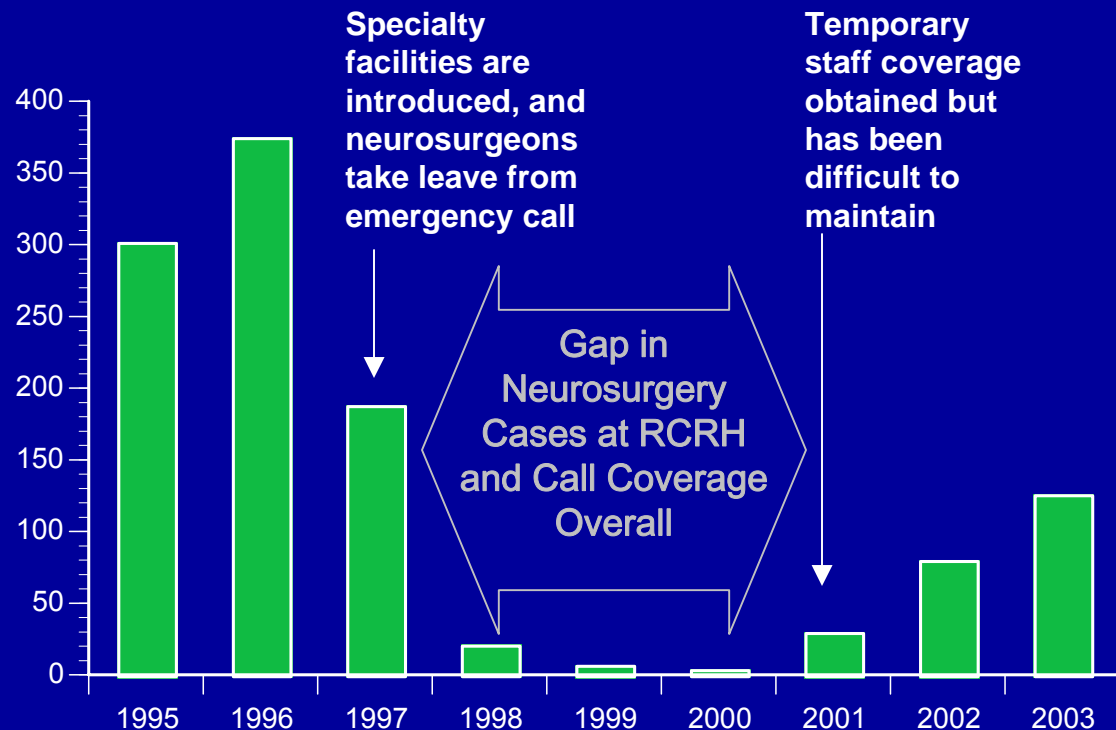 Specialty
facilities are
introduced, and
neurosurgeons
take leave from
emergency call
Temporary
staff coverage
obtained but
has been
difficult to
maintain
400
350
300
250
200
150
100
50
0
Gap in
Neurosurgery
Cases at RCRH
and Call Coverage
Overall
1995 1996 1997 1998 1999 2000 2001 2002 2003